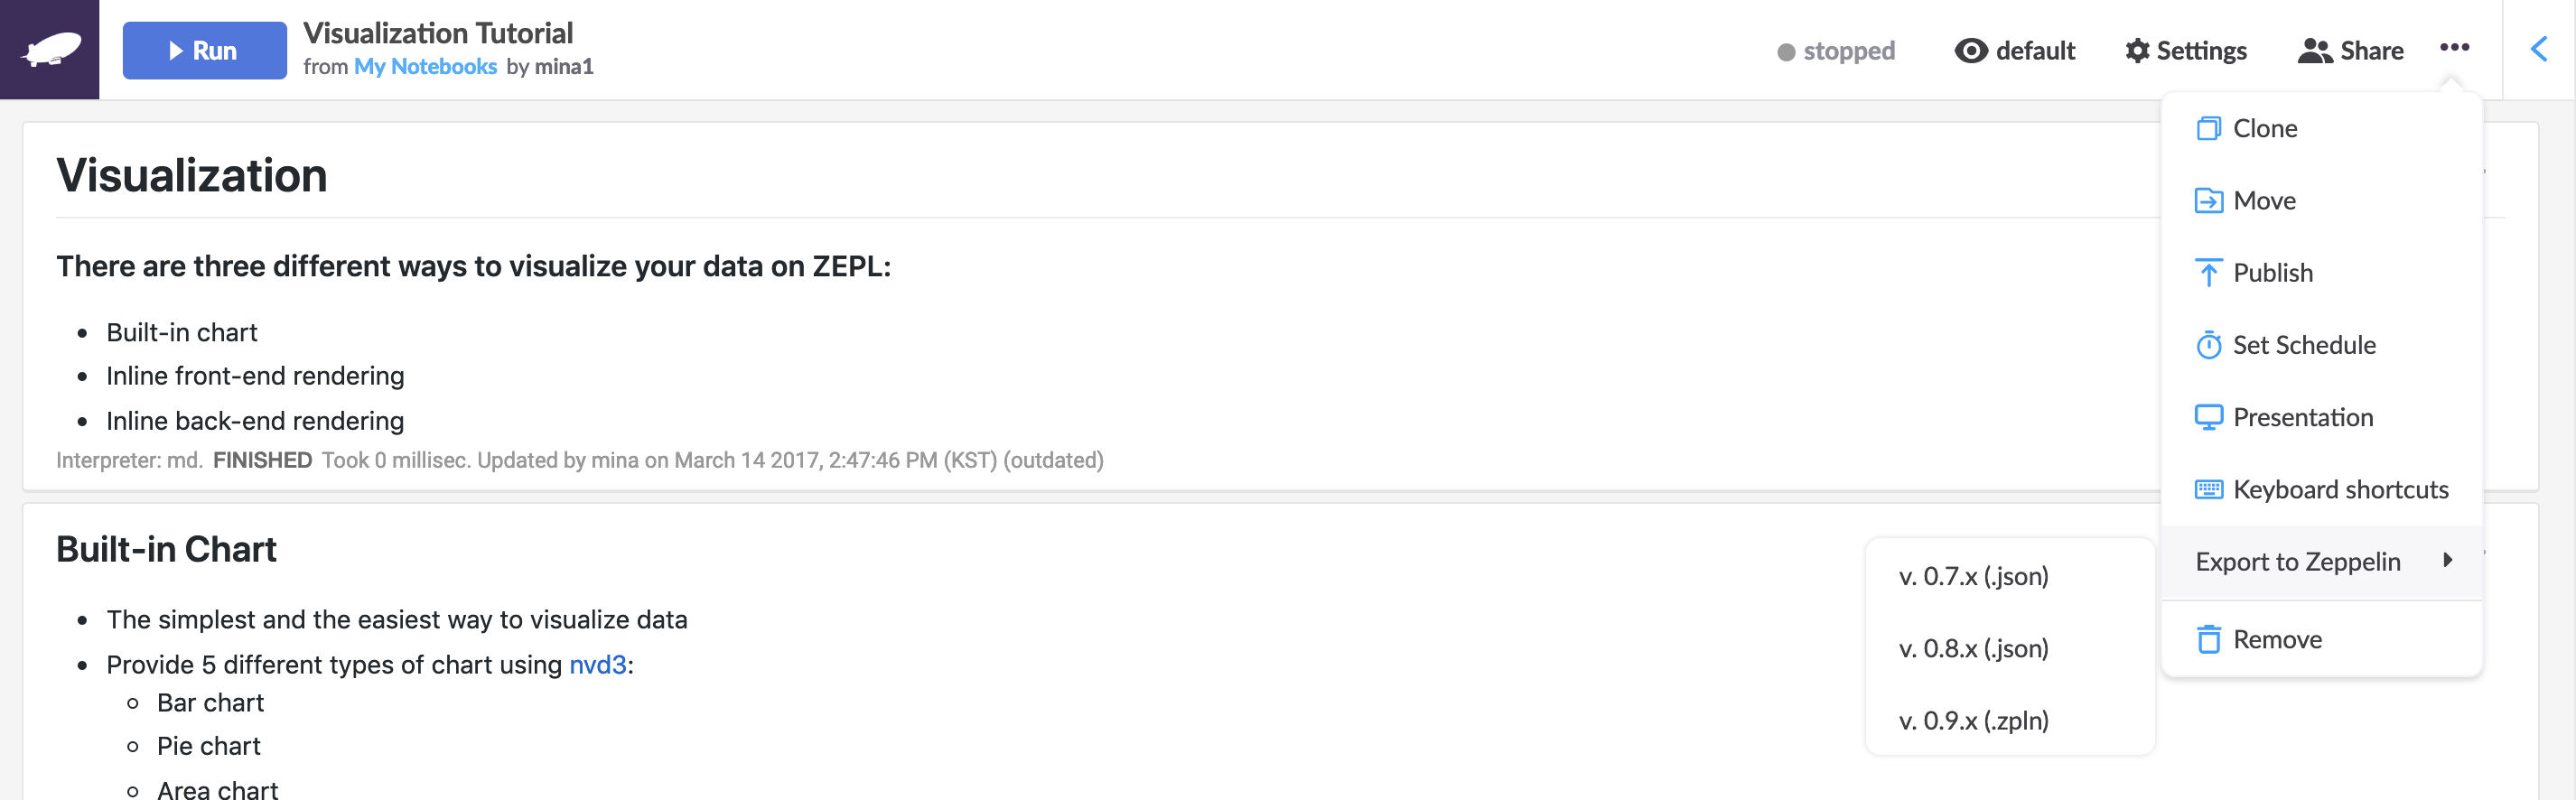 Run
Visualization Tutorial
from My Notebooks by mina1
stopped
default
Settings
Share
Clone
Move
Publish
Set Schedule
Presentation
Keyboard shortcuts
Export to Zeppelin
Remove
v. 0.7.x (.json)
v. 0.8.x (.json)
v. 0.9.x (.zpln)
Visualization
There are three different ways to visualize your data on ZEPL:
Built-in chart
Inline front-end rendering
Inline back-end rendering
Interpreter: md. FINISHED Took 0 millisec. Updated by mina on March 14 2017, 2:47:46 PM (KST) (outdated)
Built-in Chart
The simplest and the easiest way to visualize data
Provide 5 different types of chart using nvd3:
Bar chart
Pie chart
Area chart